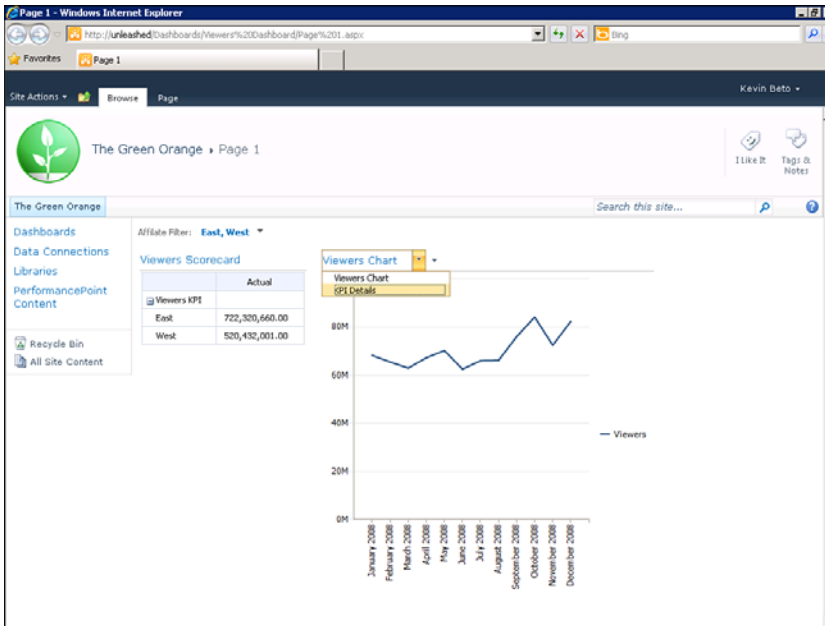 Page 1 - Windows Internet Explorer
http://unleashed/Dashboards/Viewers%20Dashboard/Page%201.aspx
Bing
Favorites
Page 1
Site Actions
Browse
Page
Kevin Beto
The Green Orange
Page 1
I Like It
Tags & Notes
The Green Orange
Search this site...
Dashboards
Data Connections
Libraries
PerformancePoint
Content
Recycle Bin
All Site Content
Affilate Filter: East, West
Viewers Scorecard
Actual
Viewers KPI
East 722,320,660.00
West 520,432,001.00
Viewers Chart
Viewers Chart
KPI Details
80M
60M
40M
20M
0M
January 2008
February 2008
March 2008
April 2008
May 2008
June 2008
July 2008
August 2008
September 2008
October 2008
November 2008
December 2008
Viewers